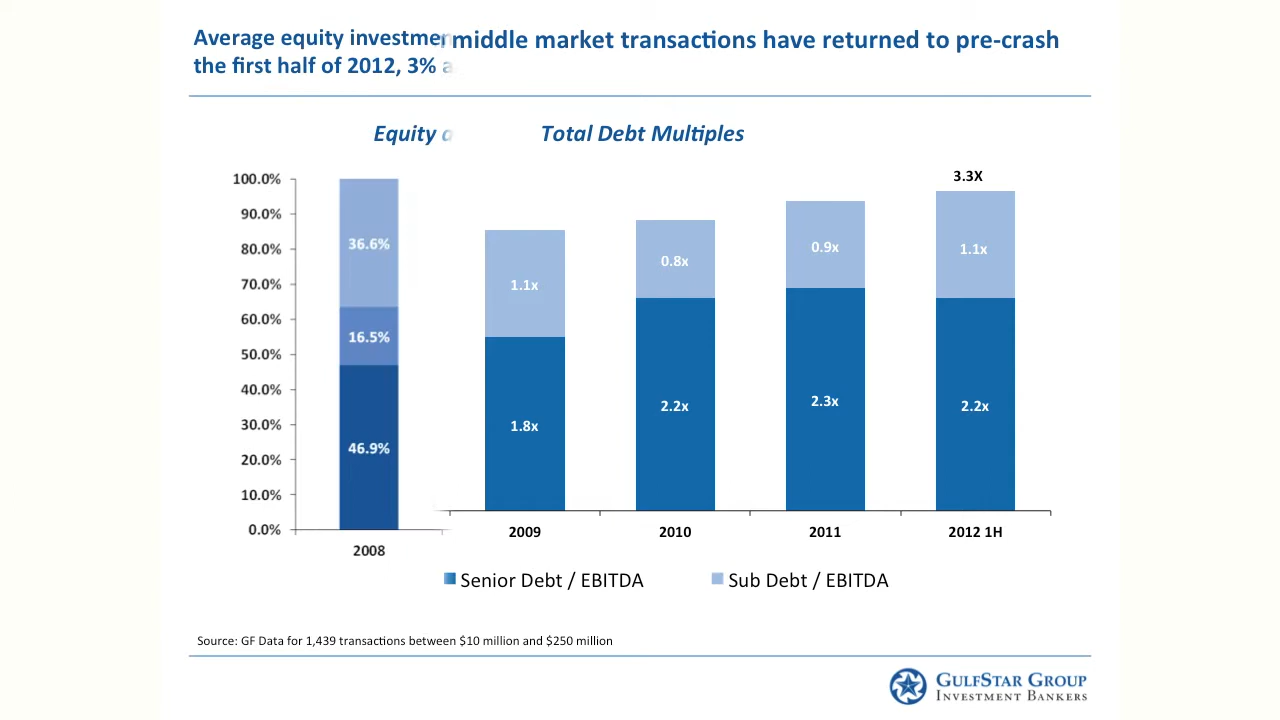 Average equity investmen middle market transactions have returned to pre-crash
the first half of 2012, 3% a
Equity Total Debt Multiples
100.0%
90.0%
80.0%
70.0%
60.0%
50.0%
40.0%
30.0%
20.0%
10.0%
0.0%
36.6%
16.5%
46.9%
2008
1.1x
1.8x
2009
0.8x
2.2x
2010
0.9x
2.3x
2011
3.3X
1.1x
2.2x
2012 1H
Senior Debt / EBITDA
Sub Debt / EBITDA
Source: GF Data for 1,439 transactions between $10 million and $250 million
GULFSTAR GROUP
INVESTMENT BANKERS